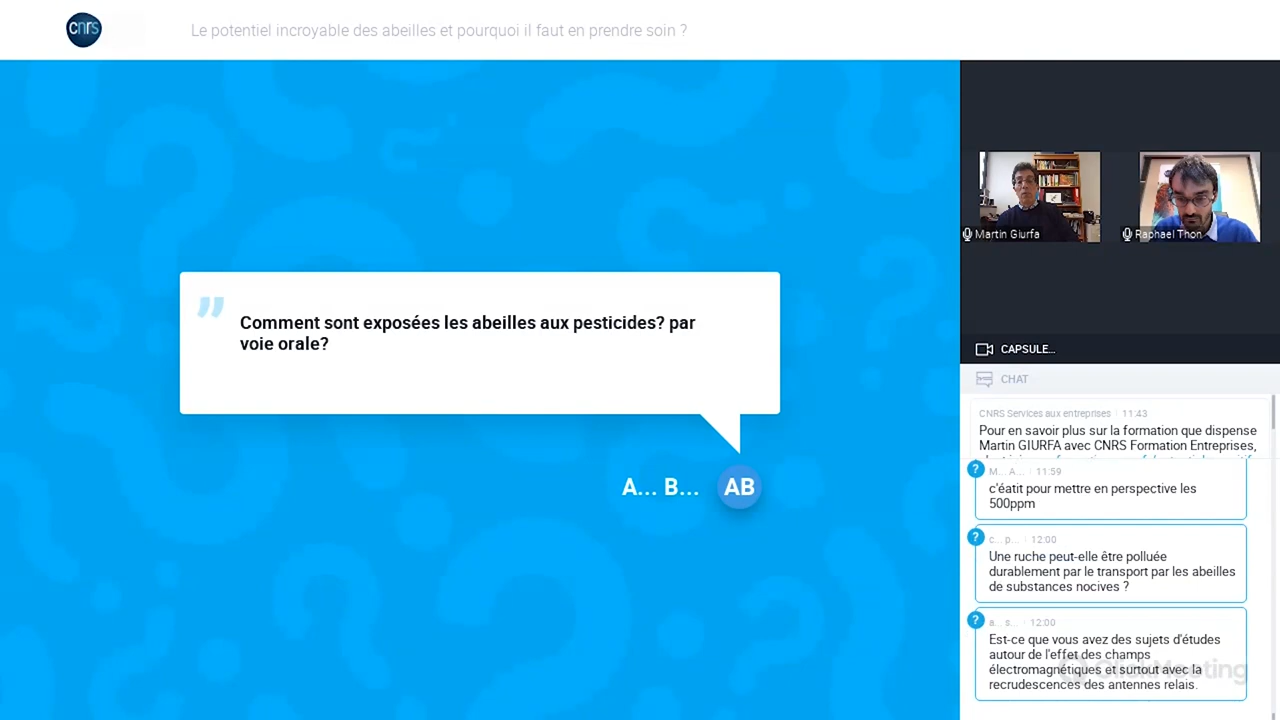 cnrs
Le potentiel incroyable des abeilles et pourquoi il faut en prendre soin ?
Comment sont exposées les abeilles aux pesticides? par
voie orale?
A... B... AB
Martin Giurfa
Raphael Thon
CAPSULE...
CHAT
CNRS Services aux entreprises 11:43
Pour en savoir plus sur la formation que dispense
Martin GIURFA avec CNRS Formation Entreprises,
? M... A... 11:59
c'éatit pour mettre en perspective les
500ppm
? c... p... 12:00
Une ruche peut-elle être polluée
durablement par le transport par les abeilles
de substances nocives ?
? a... s... 12:00
Est-ce que vous avez des sujets d'études
autour de l'effet des champs
électromagnétiques et surtout avec la
recrudescences des antennes relais.
ClickMeeting